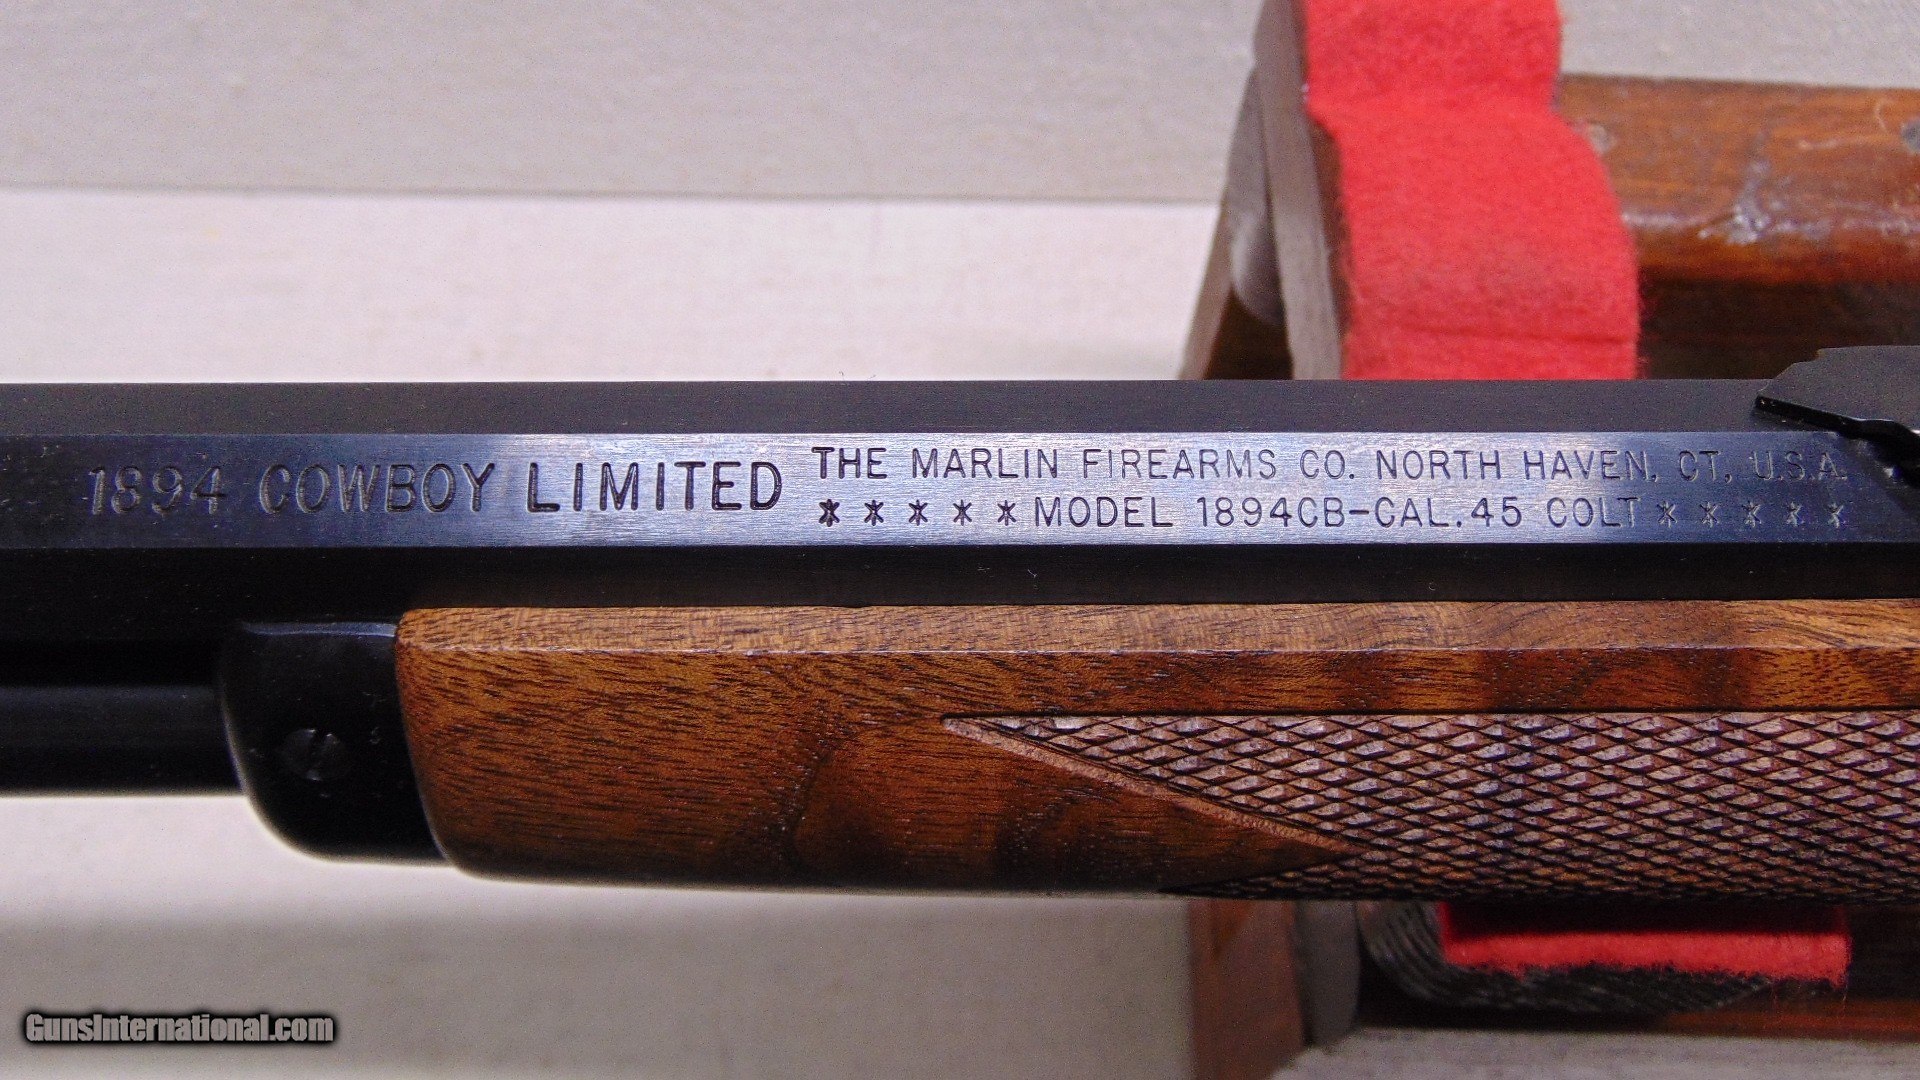 1894 COWBOY LIMITED
THE MARLIN FIREARMS CO. NORTH HAVEN, CT, U.S.A.
* * * * * MODEL 1894CB-CAL.45 COLT * * * * *
GunsInternational.com